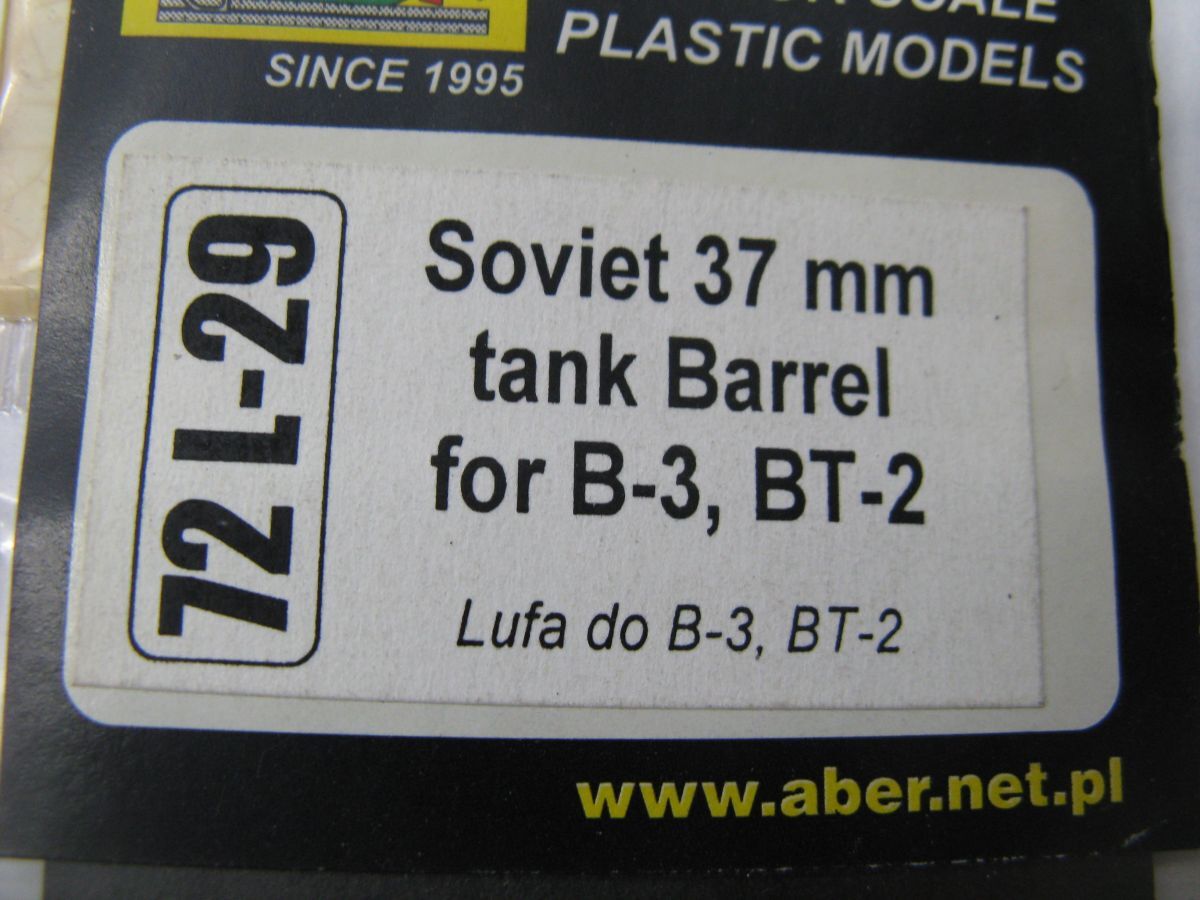 SCALE
SINCE 1995
PLASTIC MODELS
72 L-29
Soviet 37 mm
tank Barrel
for B-3, BT-2
Lufa do B-3, BT-2
www.aber.net.pl